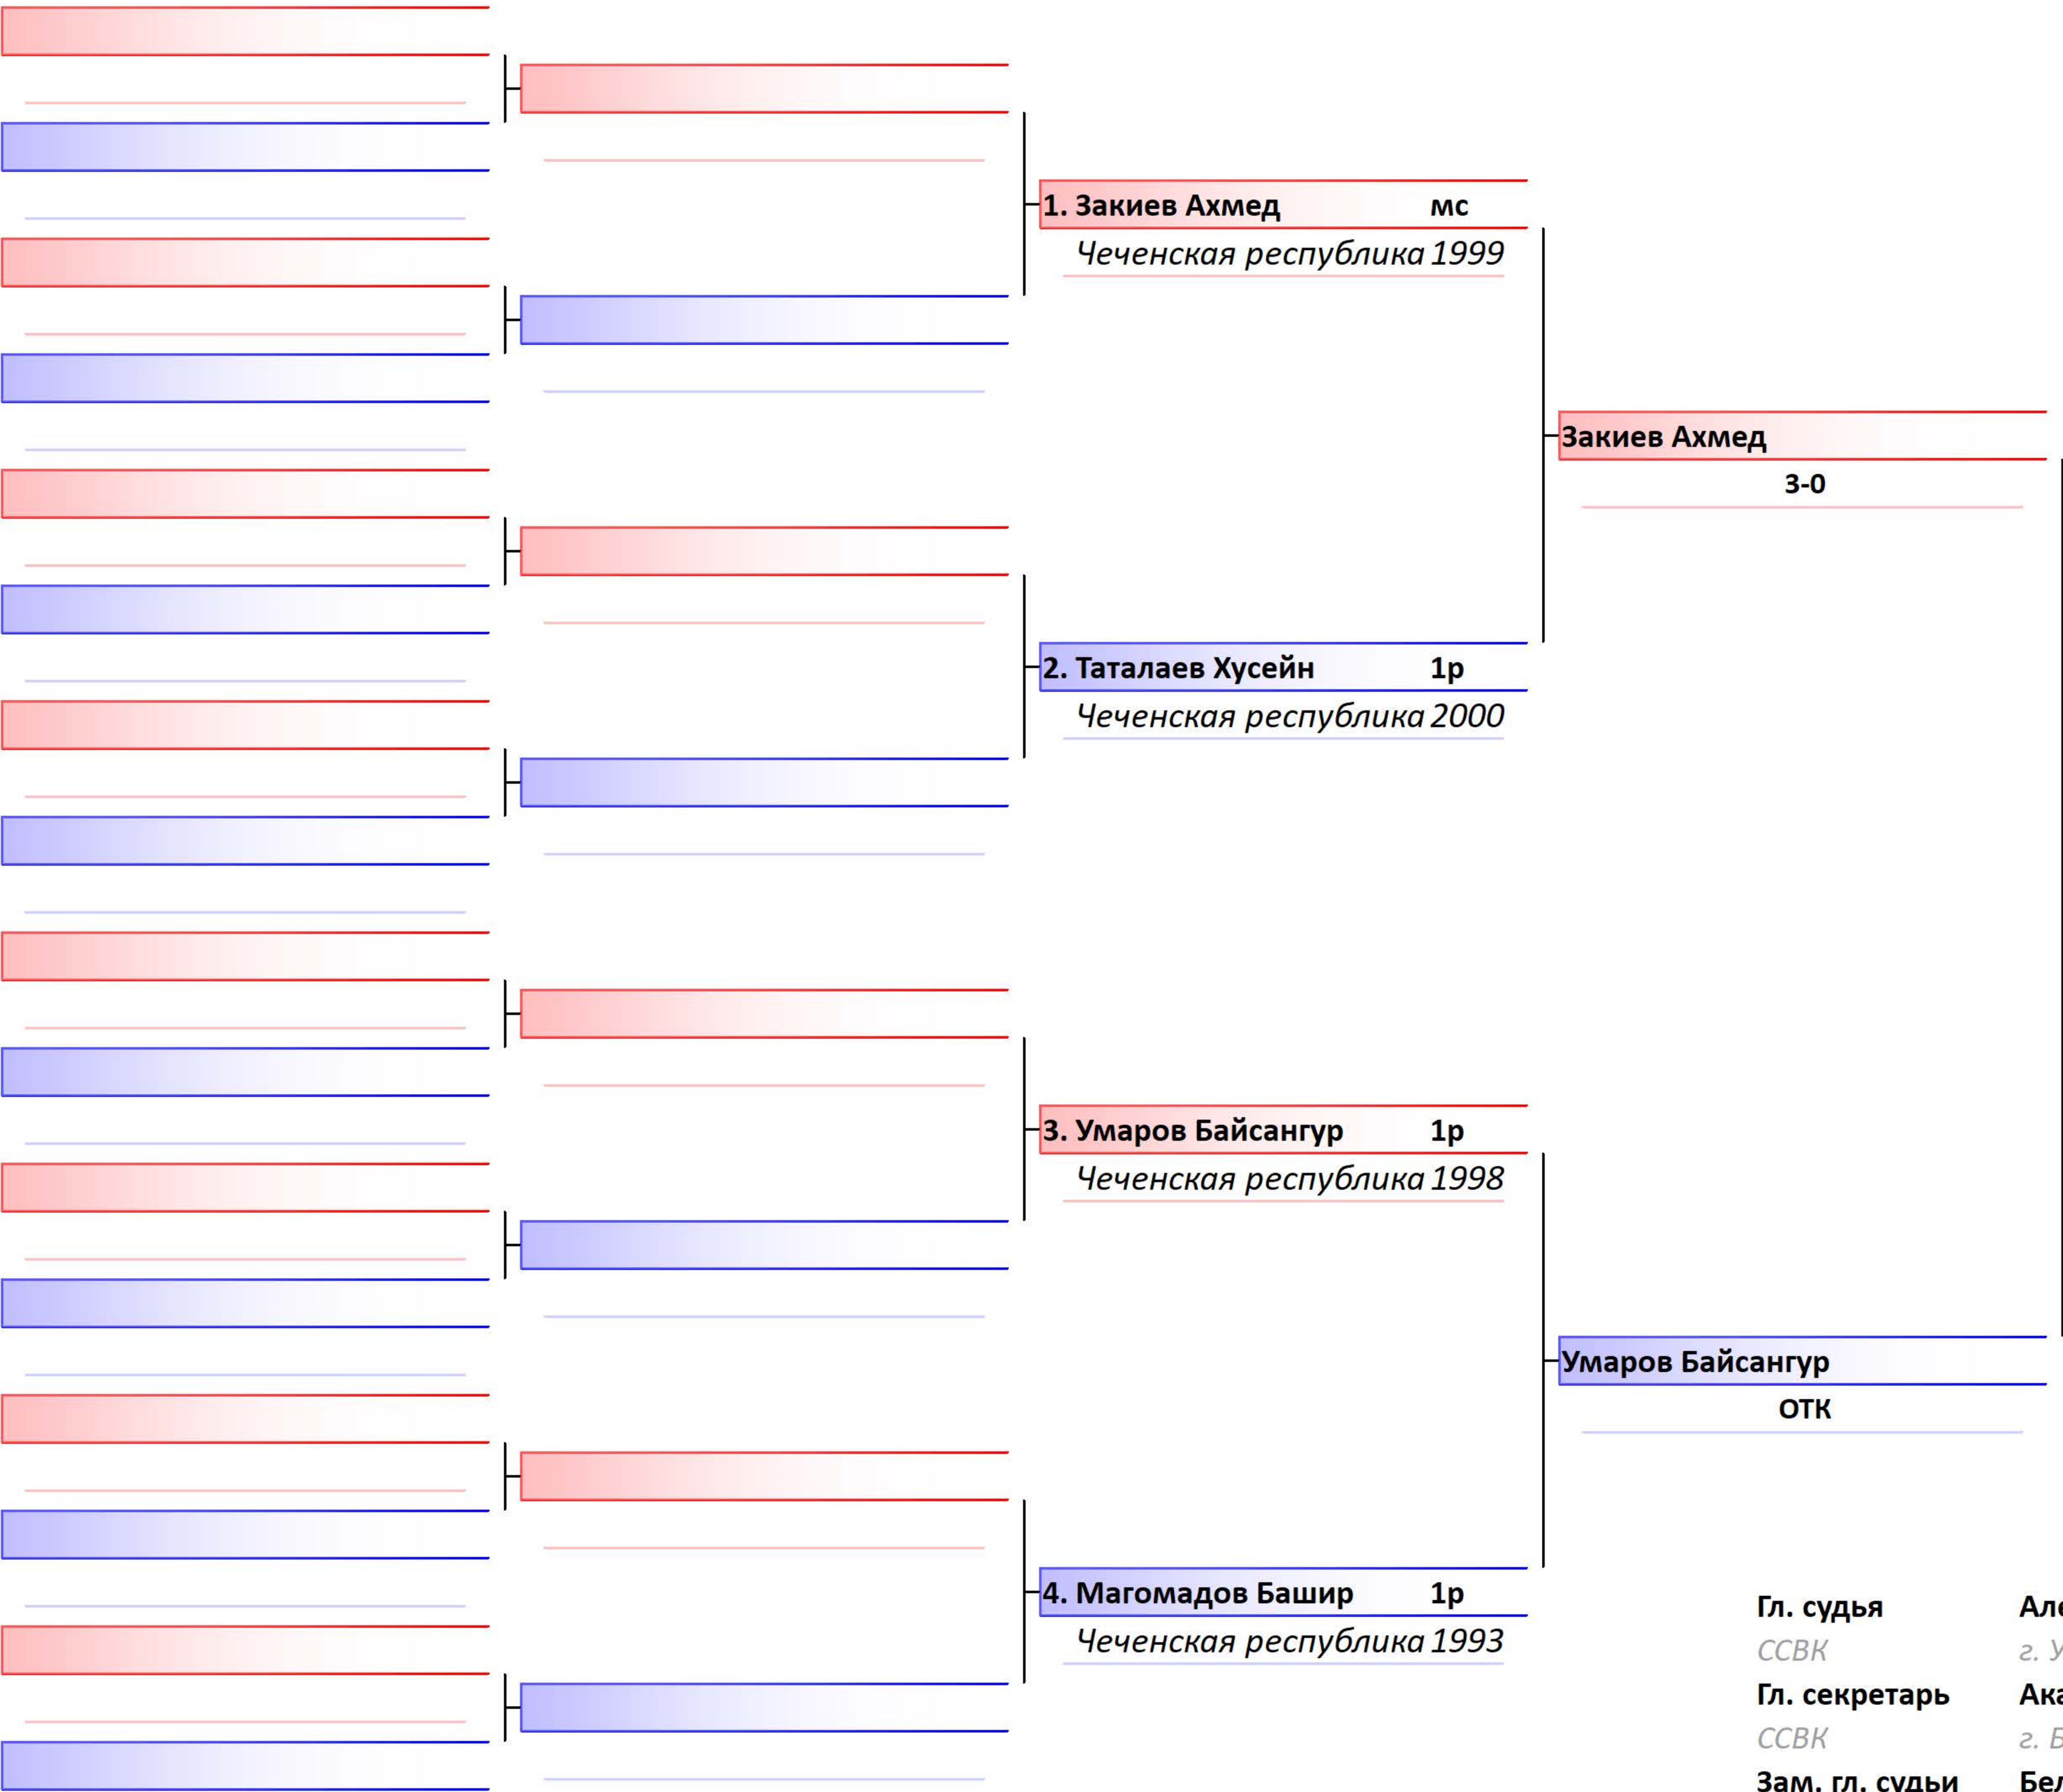 1. Закиев Ахмед мс
Чеченская республика 1999
Закиев Ахмед
3-0
2. Таталаев Хусейн 1р
Чеченская республика 2000
3. Умаров Байсангур 1р
Чеченская республика 1998
Умаров Байсангур
ОТК
4. Магомадов Башир 1р
Чеченская республика 1993
Гл. судья
ССВК г.
Гл. секретарь
ССВК г.
Зам. гл. судьи